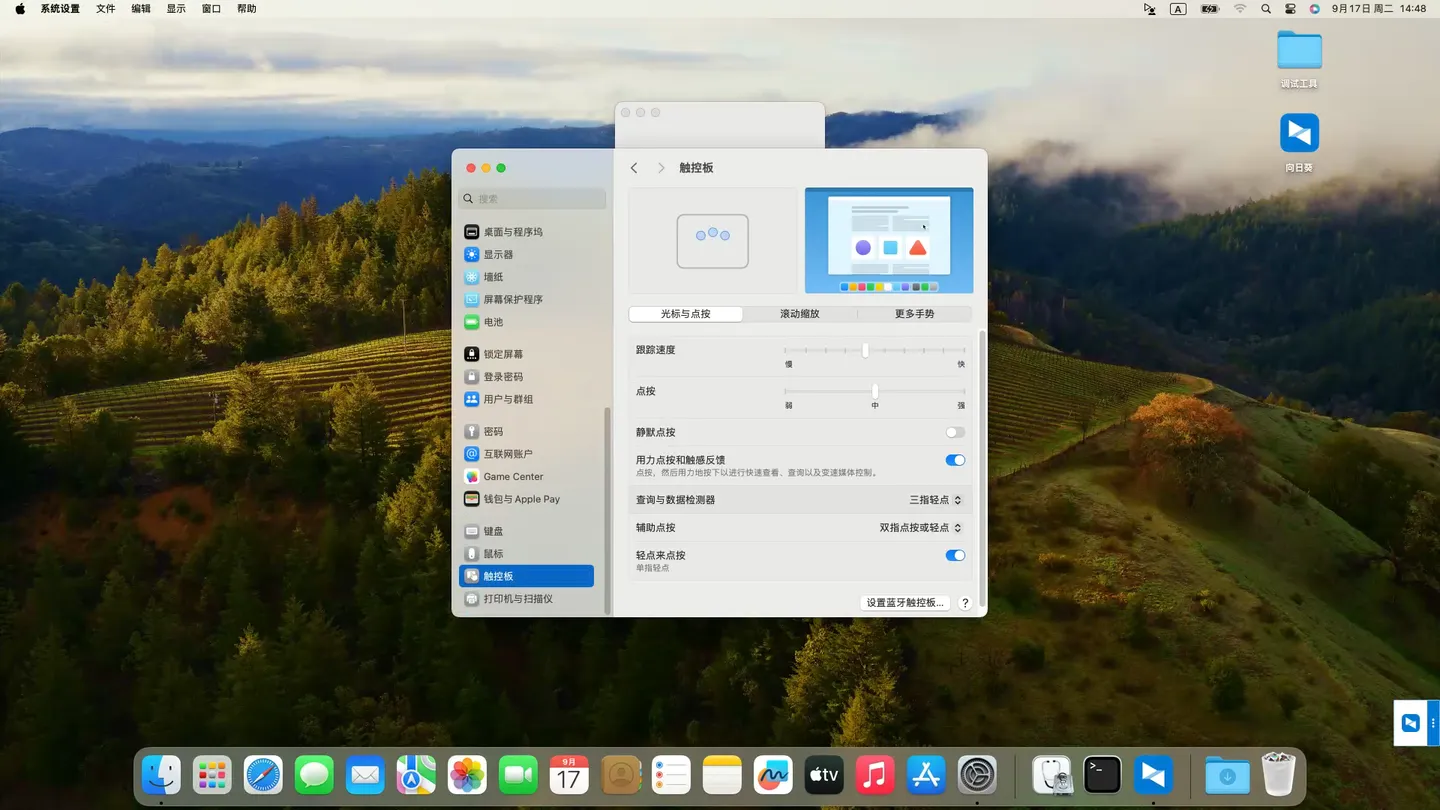 系统设置 文件 编辑 显示 窗口 帮助 A 9月17日 周二 14:48
调试工具
向日葵
触控板
搜索
桌面与程序坞
显示器
墙纸
屏幕保护程序
电池
锁定屏幕
登录密码
用户与群组
密码
互联网账户
Game Center
钱包与 Apple Pay
键盘
鼠标
触控板
打印机与扫描仪
光标与点按 滚动缩放 更多手势
跟踪速度
慢 快
点按
弱 中 强
静默点按
用力点按和触感反馈
点按，然后用力地按下以进行快速查看、查询以及变速媒体控制。
查询与数据检测器 三指轻点
辅助点按 双指点按或轻点
轻点来点按
单指轻点
设置蓝牙触控板... ?
9月
17
tv
>_